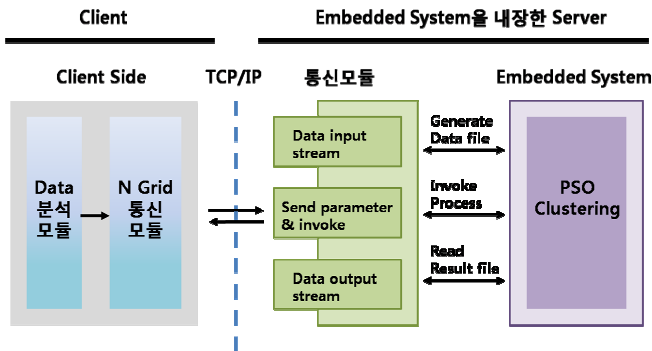 Client
Embedded System을 내장한 Server
Client Side
TCP/IP
통신모듈
Embedded System
Data
분석
모듈
N Grid
통신
모듈
Data input
stream
Send parameter
& invoke
Data output
stream
Generate
Data file
Invoke
Process
Read
Result file
PSO
Clustering